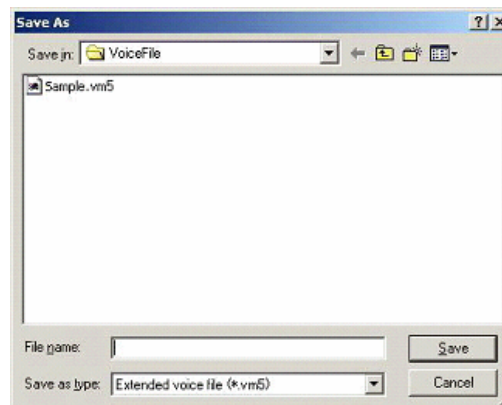 Save As
Save in: VoiceFile
Sample.vm5
File name:
Save
Save as type: Extended voice file (*.vm5)
Cancel